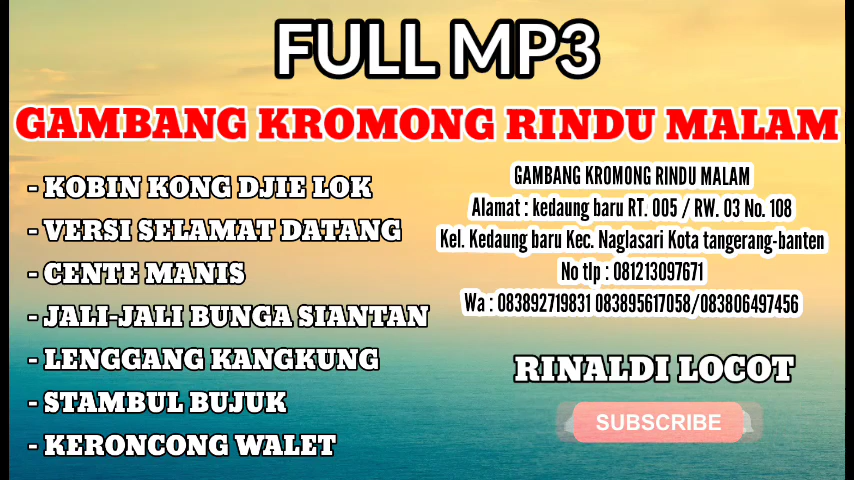 FULL MP3
GAMBANG KROMONG RINDU MALAM
- KOBIN KONG DJIE LOK
- VERSI SELAMAT DATANG
- CENTE MANIS
- JALI-JALI BUNGA SIANTAN
- LENGGANG KANGKUNG
- STAMBUL BUJUK
- KERONCONG WALET
GAMBANG KROMONG RINDU MALAM
Alamat : kedaung baru RT. 005 / RW. 03 No. 108
Kel. Kedaung baru Kec. Naglasari Kota tangerang-banten
No tlp : 081213097671
Wa : 083892719831 083895617058/083806497456
RINALDI LOCOT
SUBSCRIBE